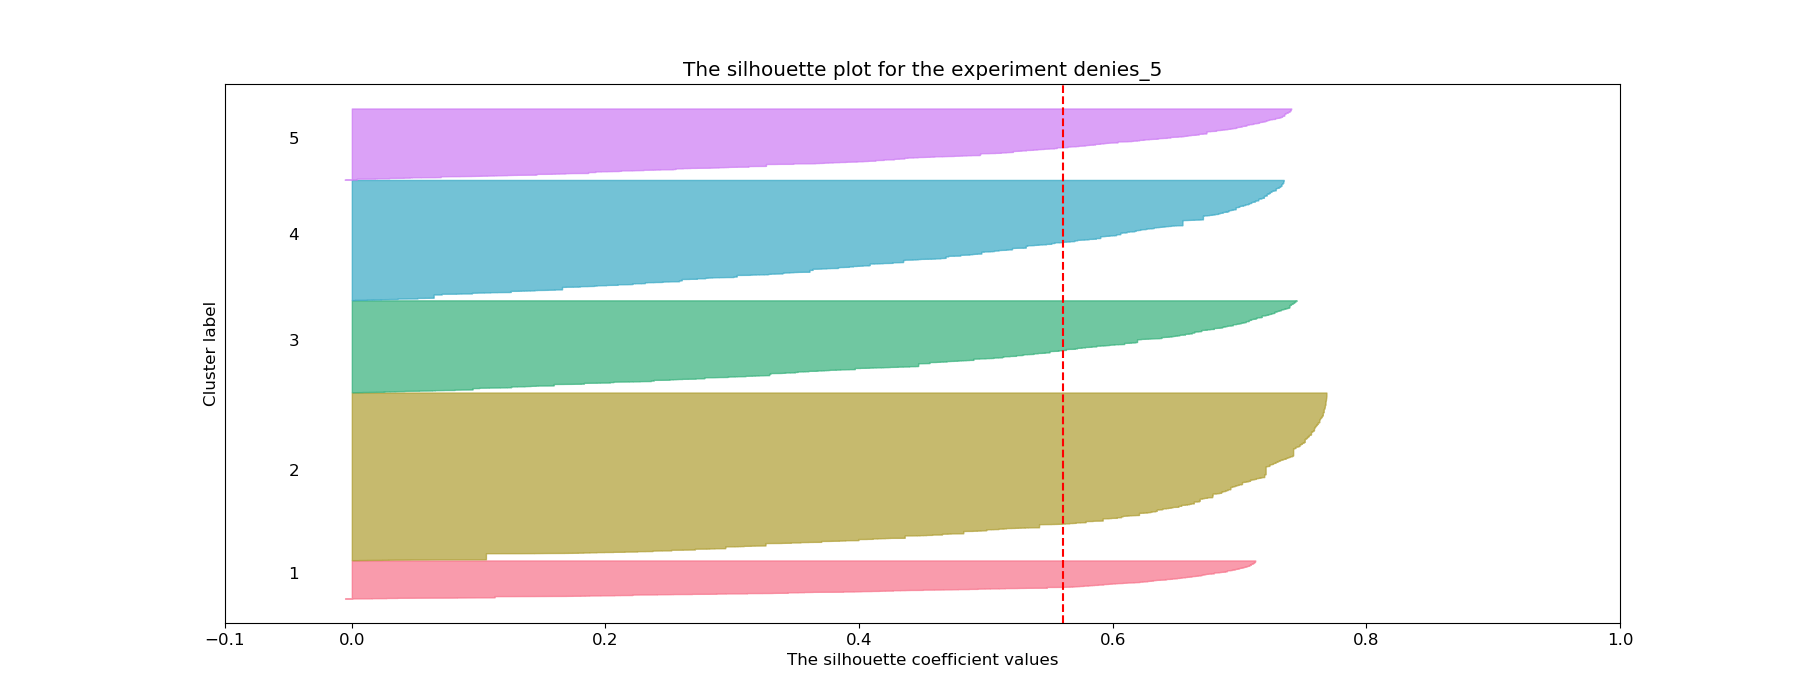 The silhouette plot for the experiment denies_5
5
4
3
2
1
Cluster label
−0.1 0.0 0.2 0.4 0.6 0.8 1.0
The silhouette coefficient values